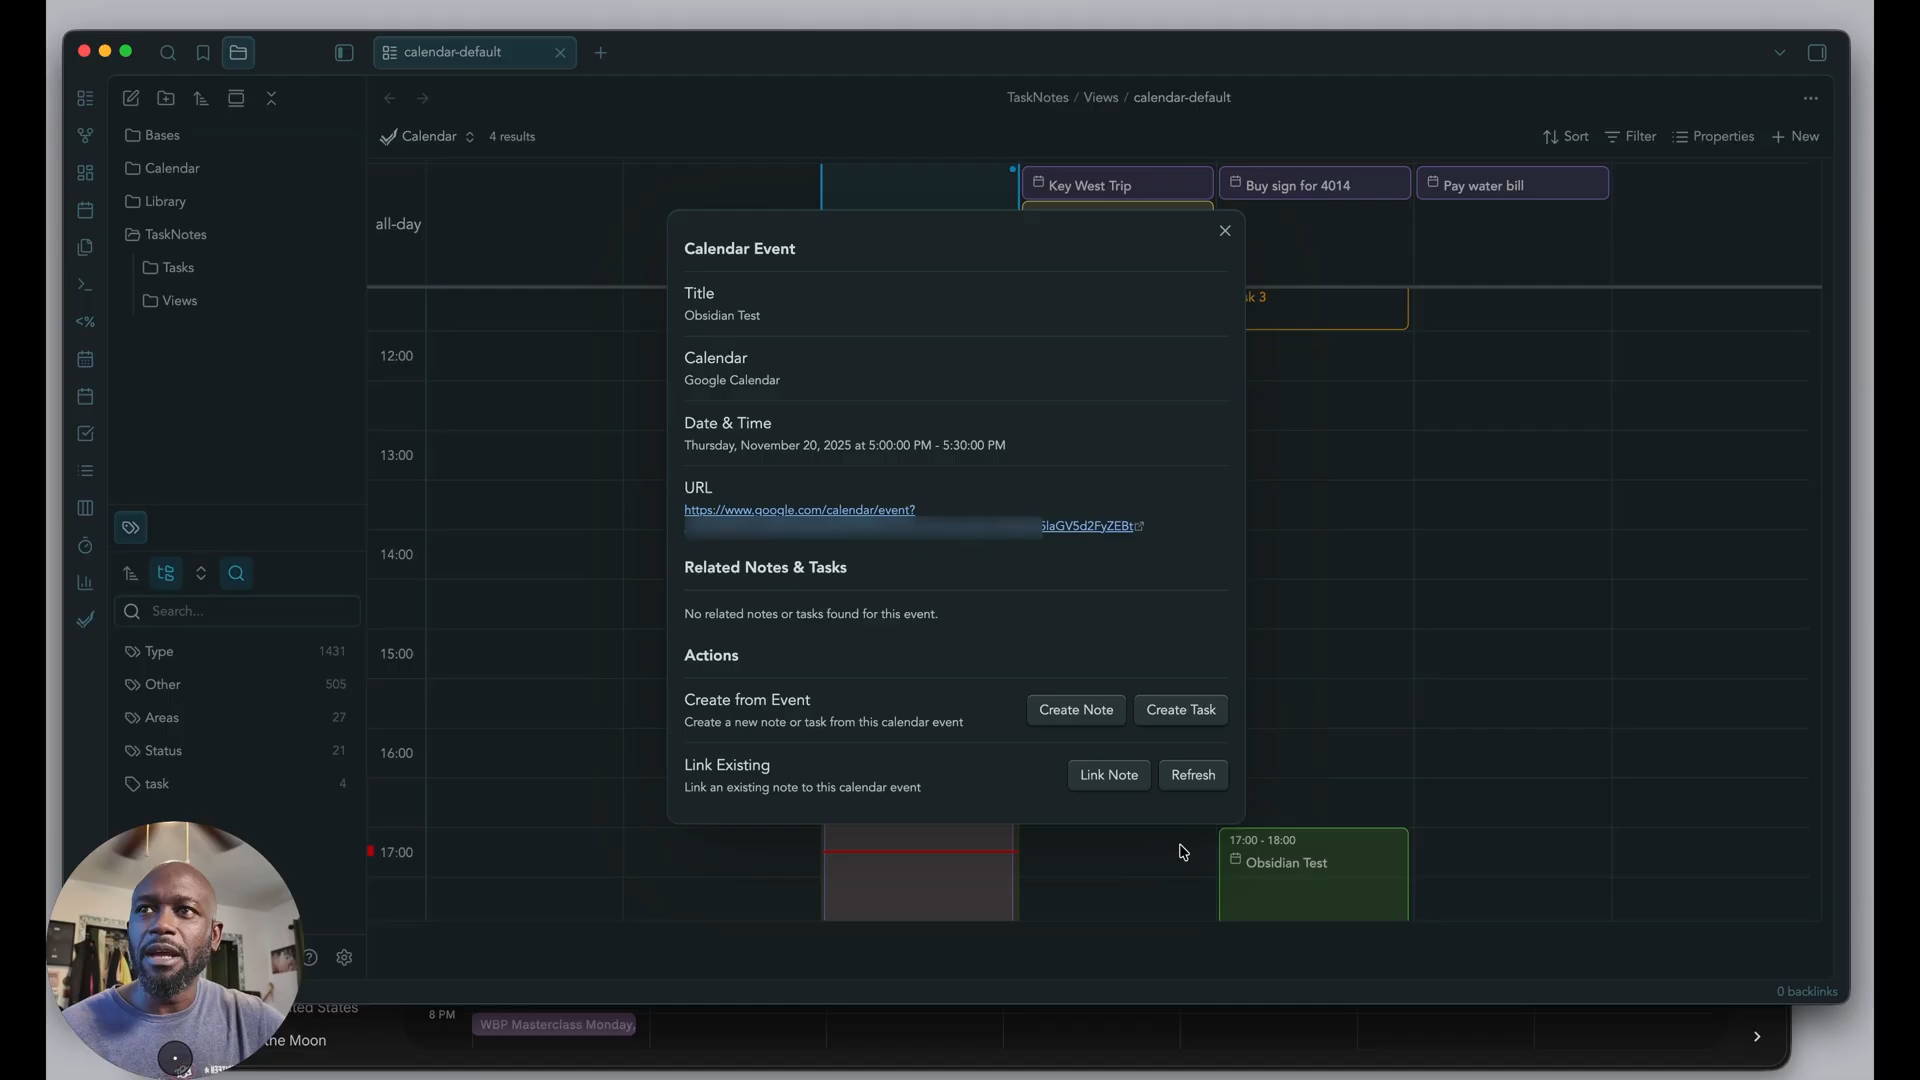 calendar-default
TaskNotes / Views / calendar-default
Calendar
4 results
Sort
Filter
Properties
New
Bases
Calendar
Library
TaskNotes
Tasks
Views
Search...
Type 1431
Other 505
Areas 27
Status 21
task 4
all-day
Key West Trip
Buy sign for 4014
Pay water bill
sk 3
12:00
13:00
14:00
15:00
16:00
17:00
Calendar Event
Title
Obsidian Test
Calendar
Google Calendar
Date & Time
Thursday, November 20, 2025 at 5:00:00 PM - 5:30:00 PM
URL
https://www.google.com/calendar/event?
5laGV5d2FyZEBt
Related Notes & Tasks
No related notes or tasks found for this event.
Actions
Create from Event
Create a new note or task from this calendar event
Create Note
Create Task
Link Existing
Link an existing note to this calendar event
Link Note
Refresh
17:00 - 18:00
Obsidian Test
0 backlinks
ted States
the Moon
8 PM
WBP Masterclass Monday,